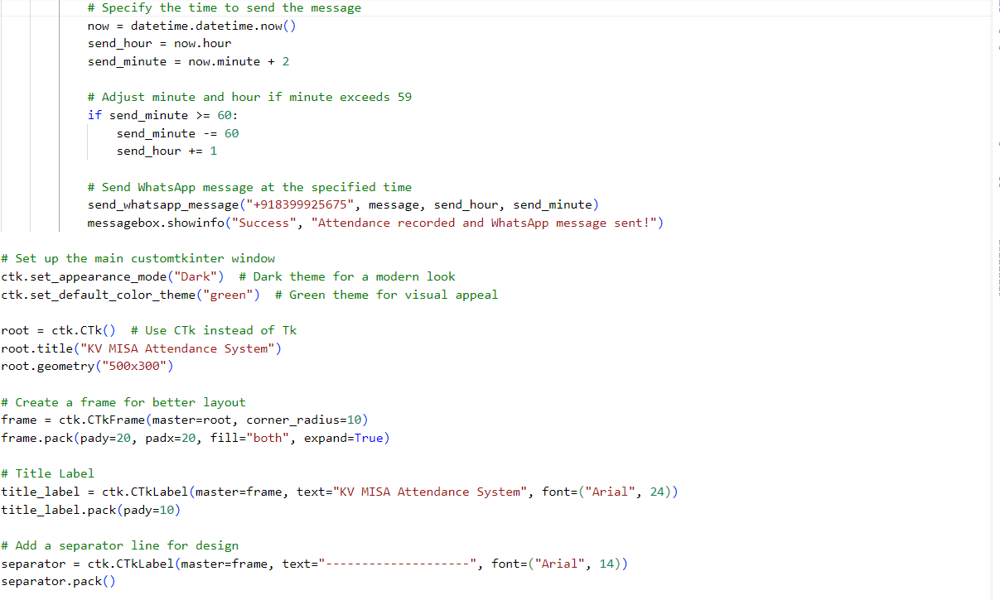 # Specify the time to send the message
now = datetime.datetime.now()
send_hour = now.hour
send_minute = now.minute + 2
# Adjust minute and hour if minute exceeds 59
if send_minute >= 60:
send_minute -= 60
send_hour += 1
# Send WhatsApp message at the specified time
send_whatsapp_message("+918399925675", message, send_hour, send_minute)
messagebox.showinfo("Success", "Attendance recorded and WhatsApp message sent!")
# Set up the main customtkinter window
ctk.set_appearance_mode("Dark")  # Dark theme for a modern look
ctk.set_default_color_theme("green")  # Green theme for visual appeal
root = ctk.CTk()  # Use CTk instead of Tk
root.title("KV MISA Attendance System")
root.geometry("500x300")
# Create a frame for better layout
frame = ctk.CTkFrame(master=root, corner_radius=10)
frame.pack(pady=20, padx=20, fill="both", expand=True)
# Title Label
title_label = ctk.CTkLabel(master=frame, text="KV MISA Attendance System", font=("Arial", 24))
title_label.pack(pady=10)
# Add a separator line for design
separator = ctk.CTkLabel(master=frame, text="--------------------", font=("Arial", 14))
separator.pack()